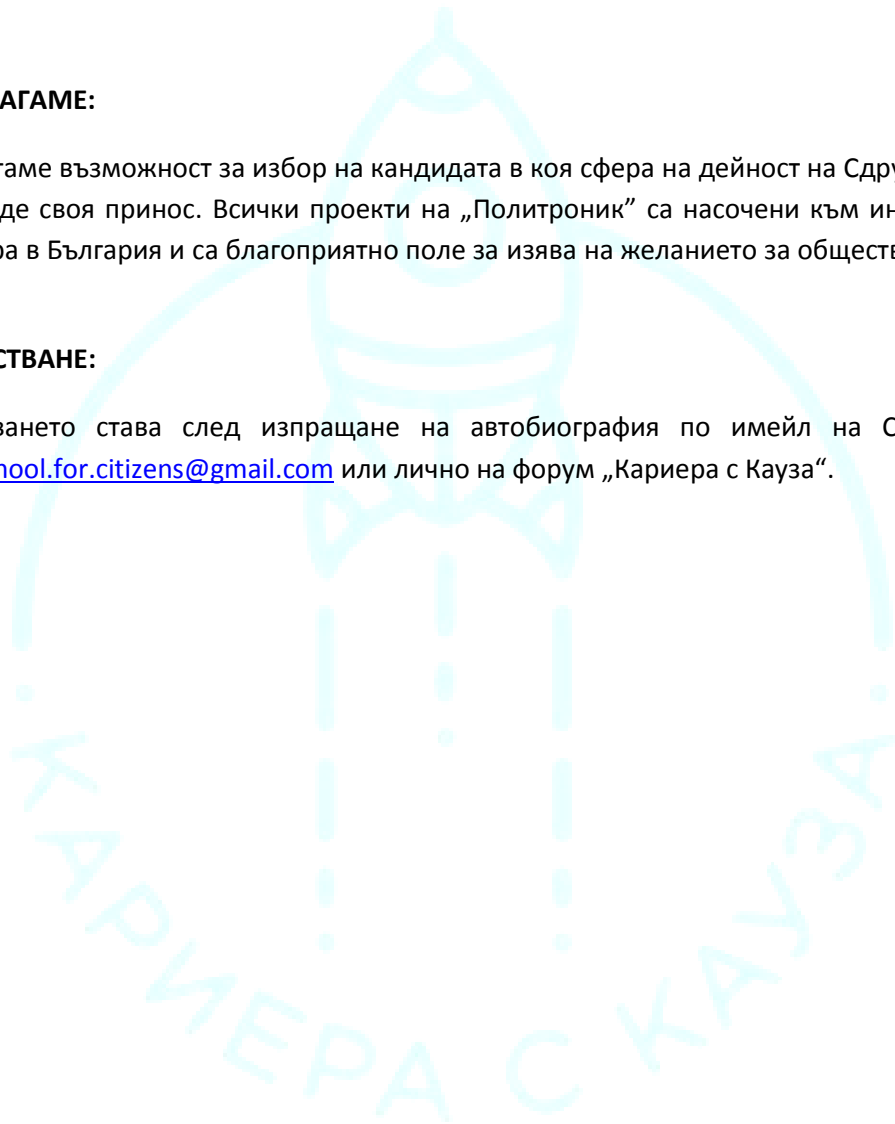 АГАМЕ:
гаме възможност за избор на кандидата в коя сфера на дейност на Сдру
де своя принос. Всички проекти на „Политроник” са насочени към ин
ра в България и са благоприятно поле за изява на желанието за обществ
СТВАНЕ:
ването става след изпращане на автобиография по имейл на С
hool.for.citizens@gmail.com или лично на форум „Кариера с Кауза“.
· КАРИЕРА С КАУЗА ·